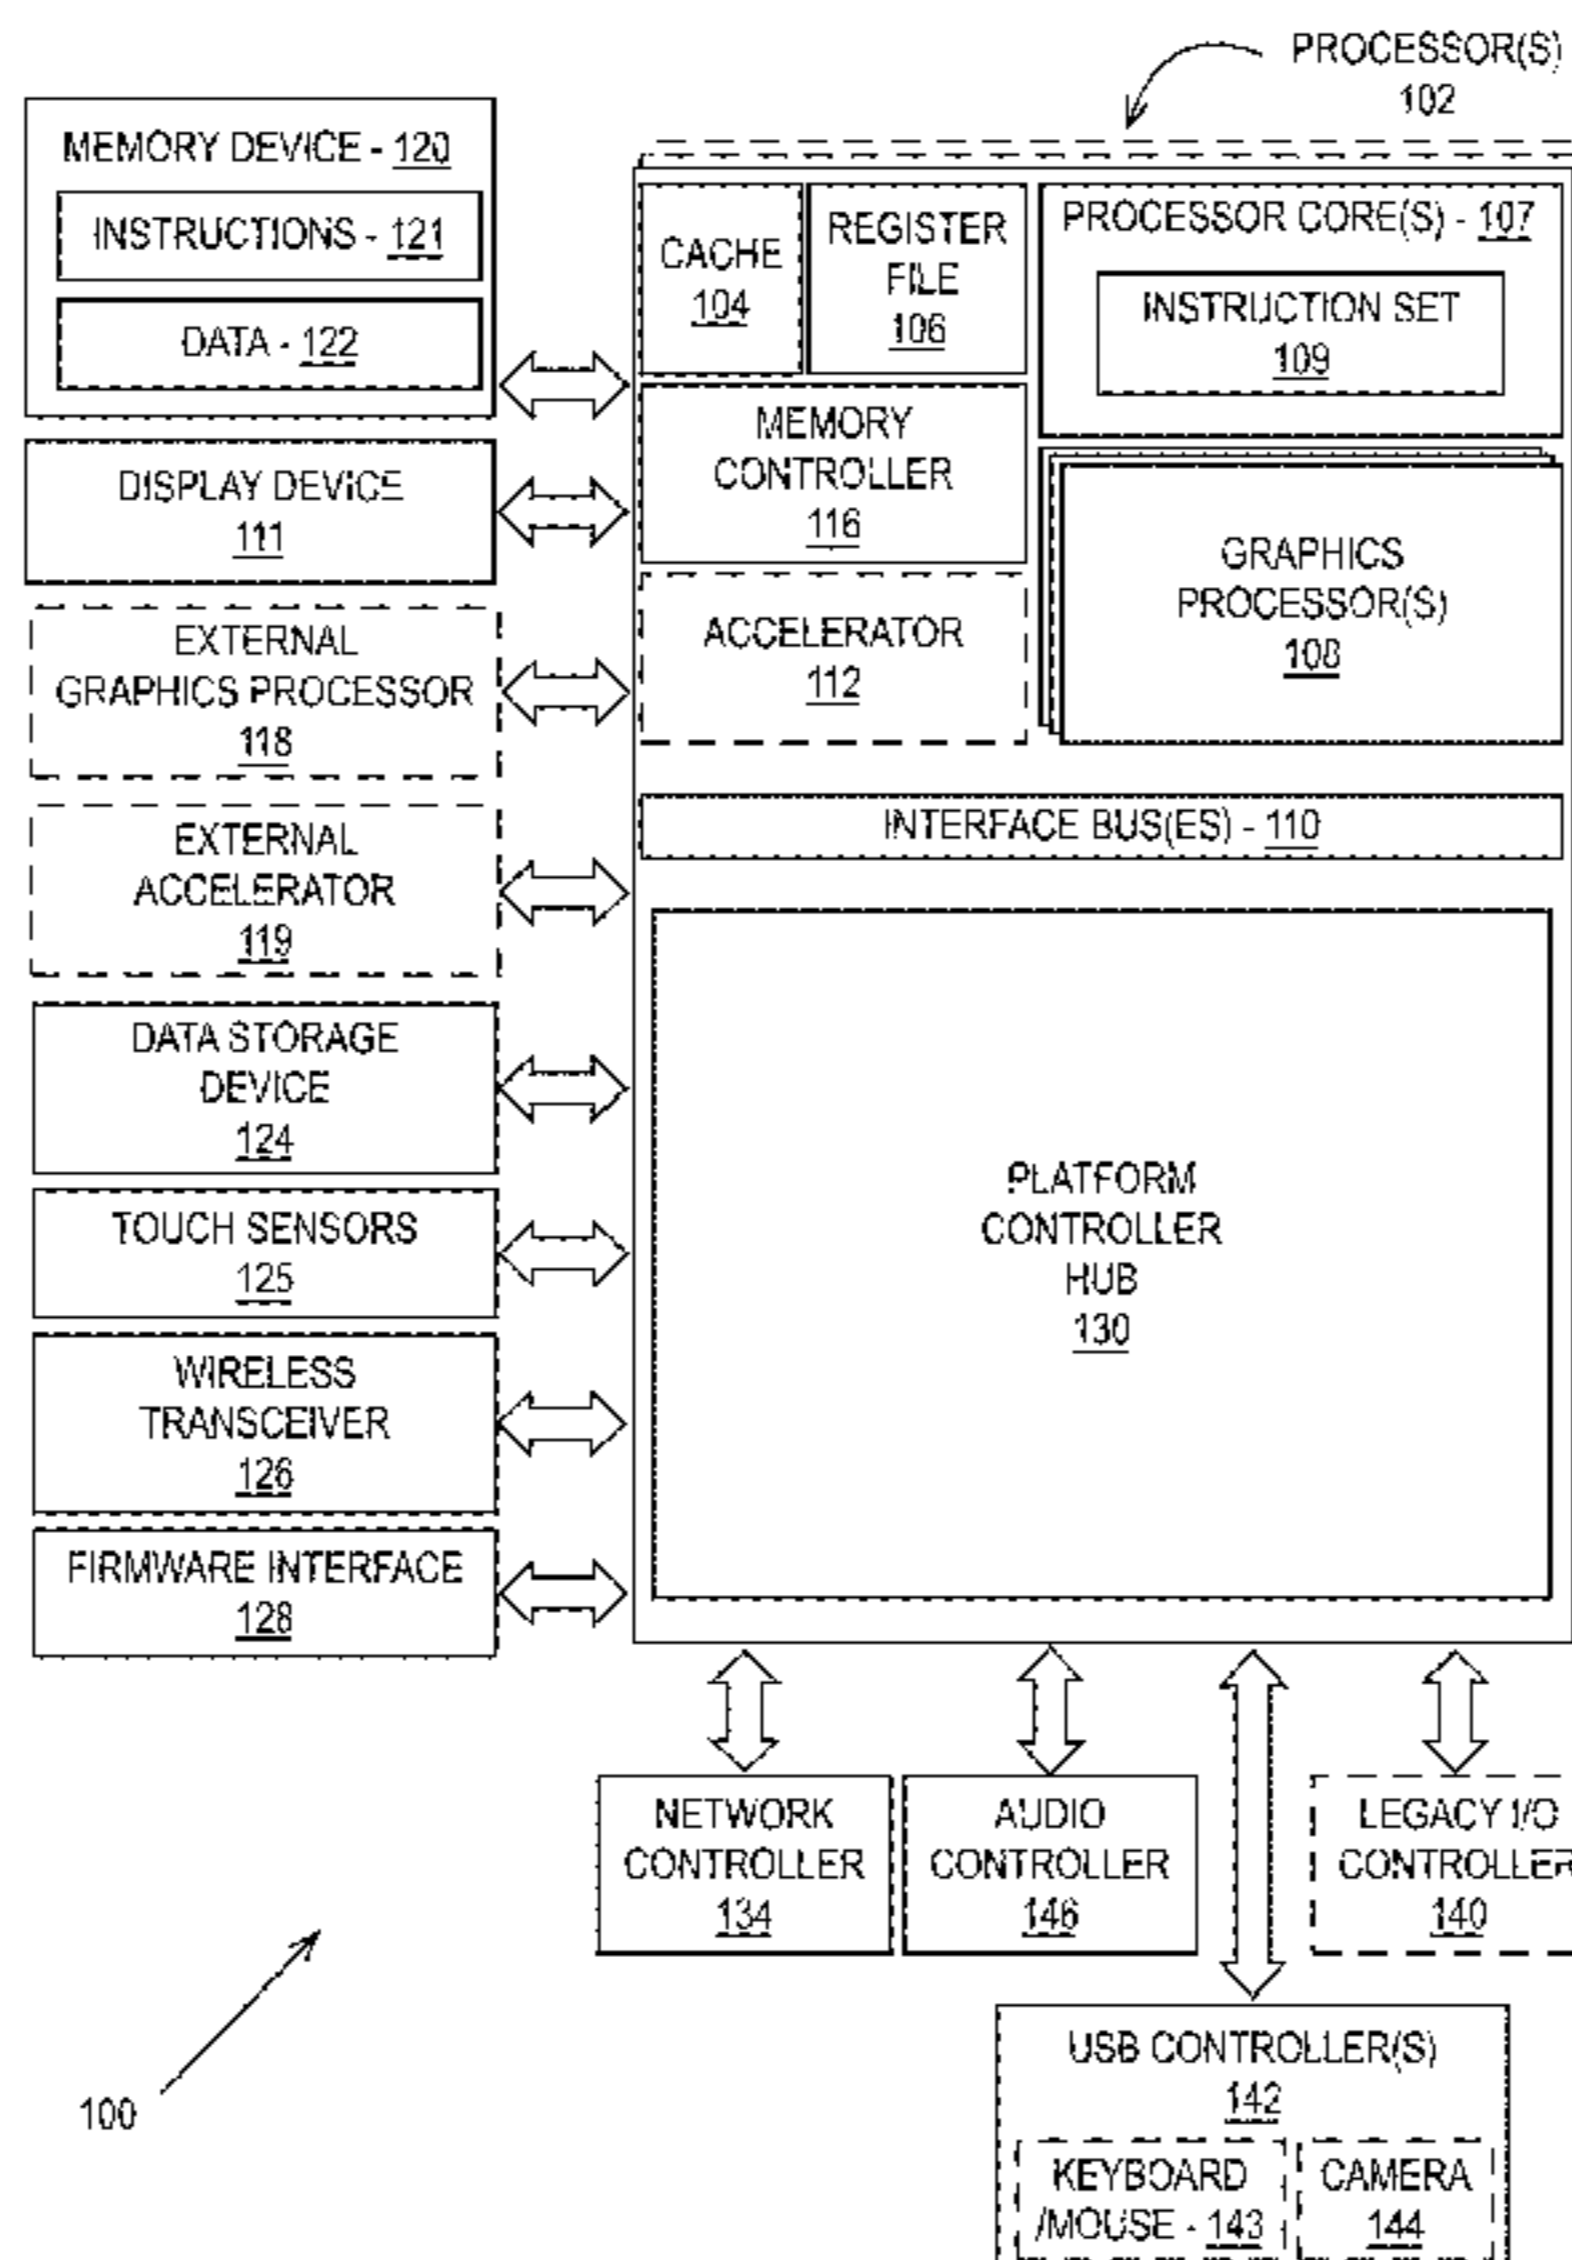 PROCESSOR(S)
102
MEMORY DEVICE - 120
INSTRUCTIONS - 121
DATA - 122
DISPLAY DEVICE
111
EXTERNAL
GRAPHICS PROCESSOR
118
EXTERNAL
ACCELERATOR
119
DATA STORAGE
DEVICE
124
TOUCH SENSORS
125
WIRELESS
TRANSCEIVER
126
FIRMWARE INTERFACE
128
CACHE
104
REGISTER
FILE
106
PROCESSOR CORE(S) - 107
INSTRUCTION SET
109
MEMORY
CONTROLLER
116
GRAPHICS
PROCESSOR(S)
108
ACCELERATOR
112
INTERFACE BUS(ES) - 110
PLATFORM
CONTROLLER
HUB
130
NETWORK
CONTROLLER
134
AUDIO
CONTROLLER
146
LEGACY I/O
CONTROLLER
140
USB CONTROLLER(S)
142
KEYBOARD
/MOUSE - 143
CAMERA
144
100